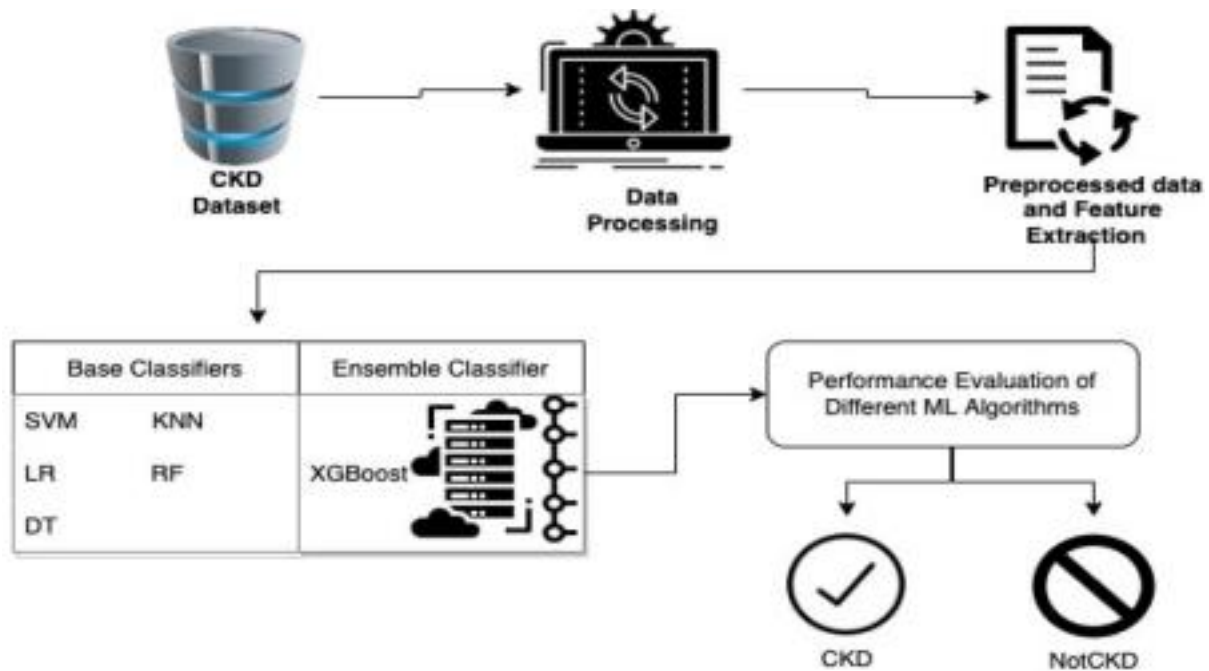 CKD
Dataset
Data
Processing
Preprocessed data
and Feature
Extraction
Base Classifiers
Ensemble Classifier
SVM
KNN
LR
RF
DT
XGBoost
Performance Evaluation of
Different ML Algorithms
CKD
NotCKD